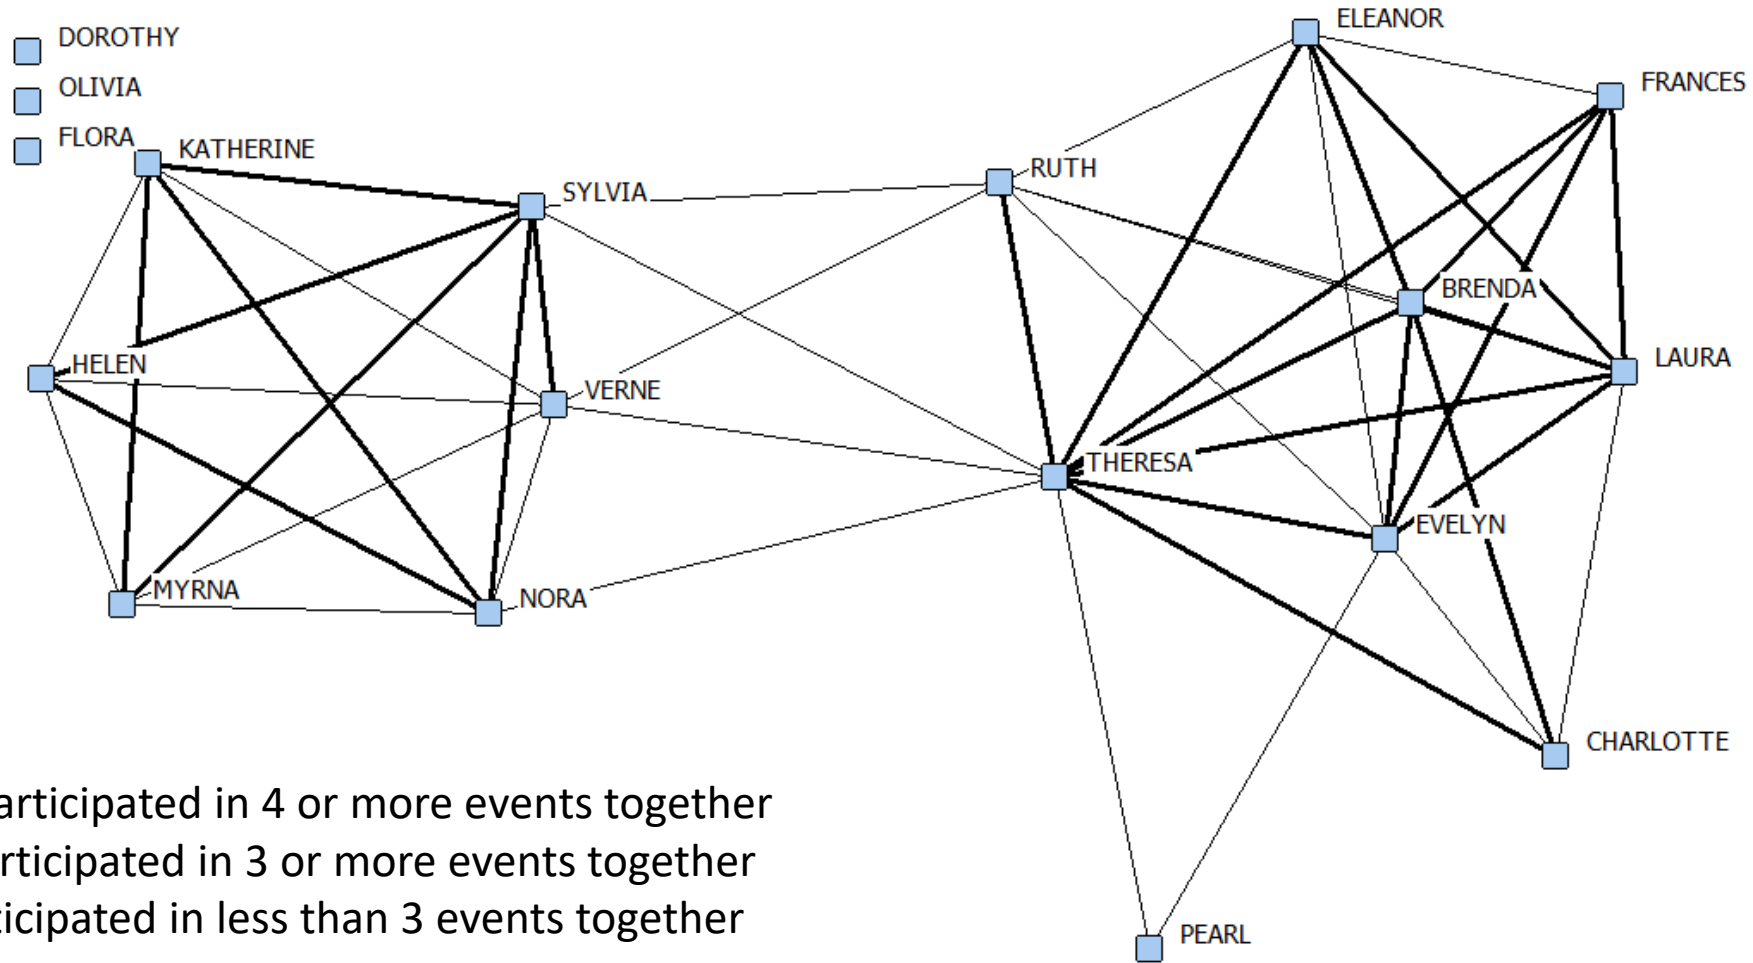 DOROTHY
OLIVIA
FLORA
KATHERINE
SYLVIA
HELEN
VERNE
MYRNA
NORA
ELEANOR
FRANCES
RUTH
BRENDA
LAURA
THERESA
EVELYN
CHARLOTTE
PEARL
articipated in 4 or more events together
rticipated in 3 or more events together
ticipated in less than 3 events together